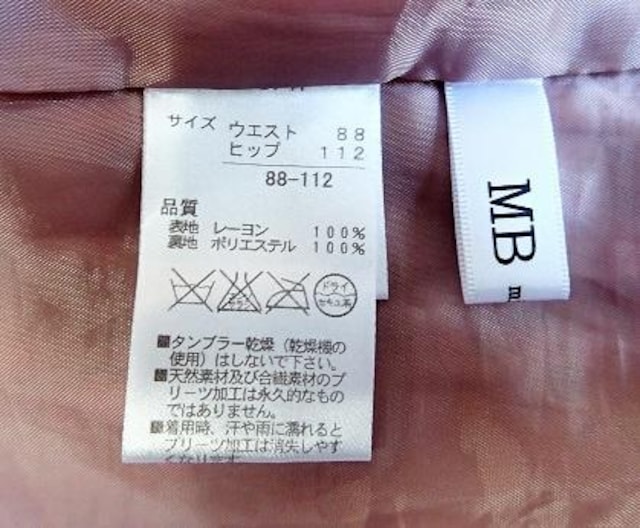 サイズ ウエスト 88
ヒップ 112
88-112
品質
表地 レーヨン 100%
裏地 ポリエステル 100%
ドライ
セキユ系
■タンブラー乾燥（乾燥機の
使用）はしないで下さい。
■天然素材及び合繊素材のプ
リーツ加工は永久的なもの
ではありません。
■着用時、汗や雨に濡れると
プリーツ加工は消失しやす
くなります
MB
m